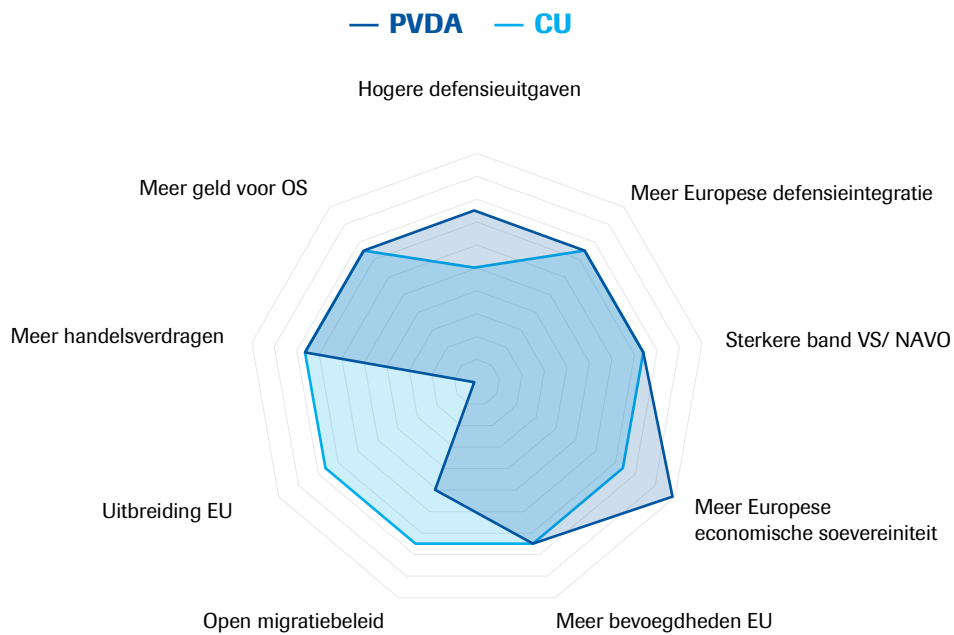 PVDA
CU
Hogere defensieuitgaven
Meer geld voor OS
Meer Europese defensieintegratie
Meer handelsverdragen
Sterkere band VS/ NAVO
Uitbreiding EU
Meer Europese
economische soevereiniteit
Open migratiebeleid
Meer bevoegdheden EU